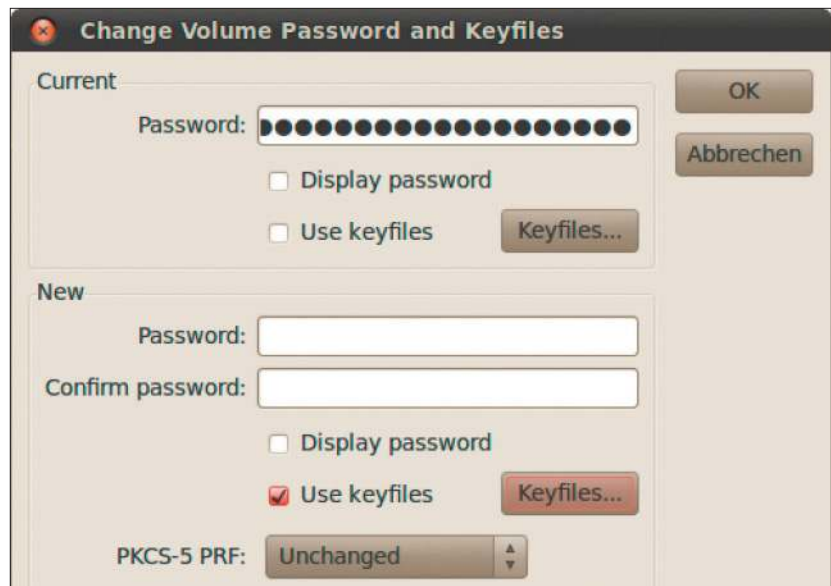 Change Volume Password and Keyfiles
Current
OK
Password:
Abbrechen
Display password
Use keyfiles
Keyfiles...
New
Password:
Confirm password:
Display password
Use keyfiles
Keyfiles...
PKCS-5 PRF:
Unchanged